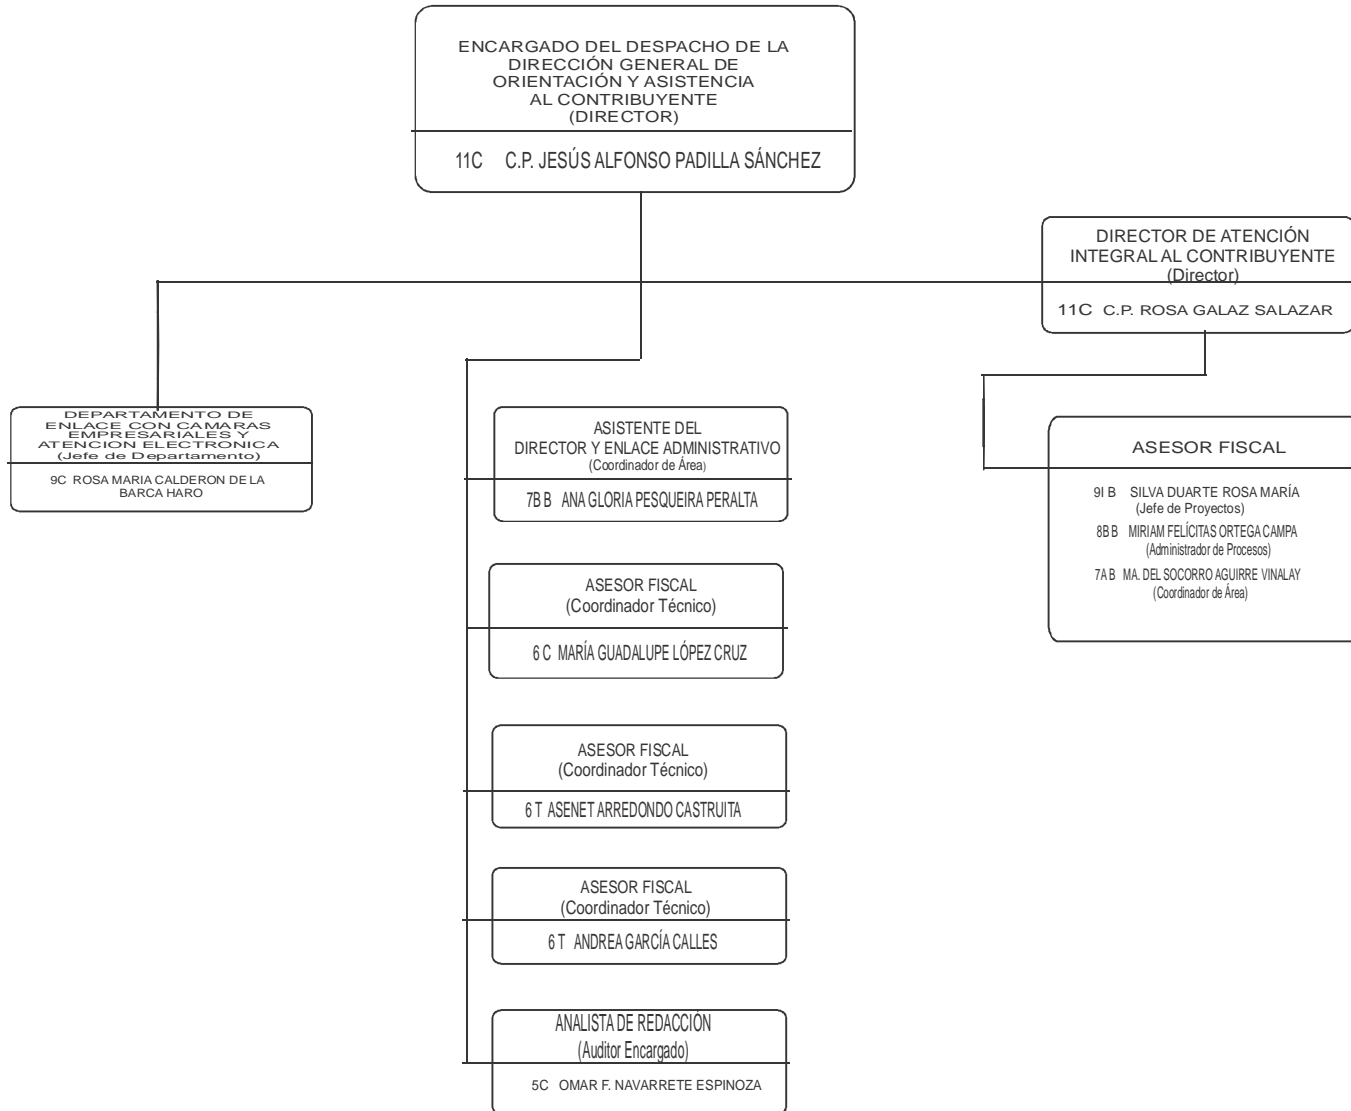 ENCARGADO DEL DESPACHO DE LA
DIRECCIÓN GENERAL DE
ORIENTACIÓN Y ASISTENCIA
AL CONTRIBUYENTE
(DIRECTOR)
11C C.P. JESÚS ALFONSO PADILLA SÁNCHEZ
DIRECTOR DE ATENCIÓN
INTEGRAL AL CONTRIBUYENTE
(Director)
11C C.P. ROSA GALAZ SALAZAR
DEPARTAMENTO DE
ENLACE CON CAMARAS
EMPRESARIALES Y
ATENCION ELECTRONICA
(Jefe de Departamento)
9C ROSA MARIA CALDERON DE LA
BARCA HARO
ASISTENTE DEL
DIRECTOR Y ENLACE ADMINISTRATIVO
(Coordinador de Área)
7B B ANA GLORIA PESQUEIRA PERALTA
ASESOR FISCAL
(Coordinador Técnico)
6 C MARÍA GUADALUPE LÓPEZ CRUZ
ASESOR FISCAL
(Coordinador Técnico)
6 T ASENET ARREDONDO CASTRUITA
ASESOR FISCAL
(Coordinador Técnico)
6 T ANDREA GARCÍA CALLES
ANALISTA DE REDACCIÓN
(Auditor Encargado)
5C OMAR F. NAVARRETE ESPINOZA
ASESOR FISCAL
9I B SILVA DUARTE ROSA MARÍA
(Jefe de Proyectos)
8B B MIRIAM FELÍCITAS ORTEGA CAMPA
(Administrador de Procesos)
7A B MA. DEL SOCORRO AGUIRRE VINALAY
(Coordinador de Área)